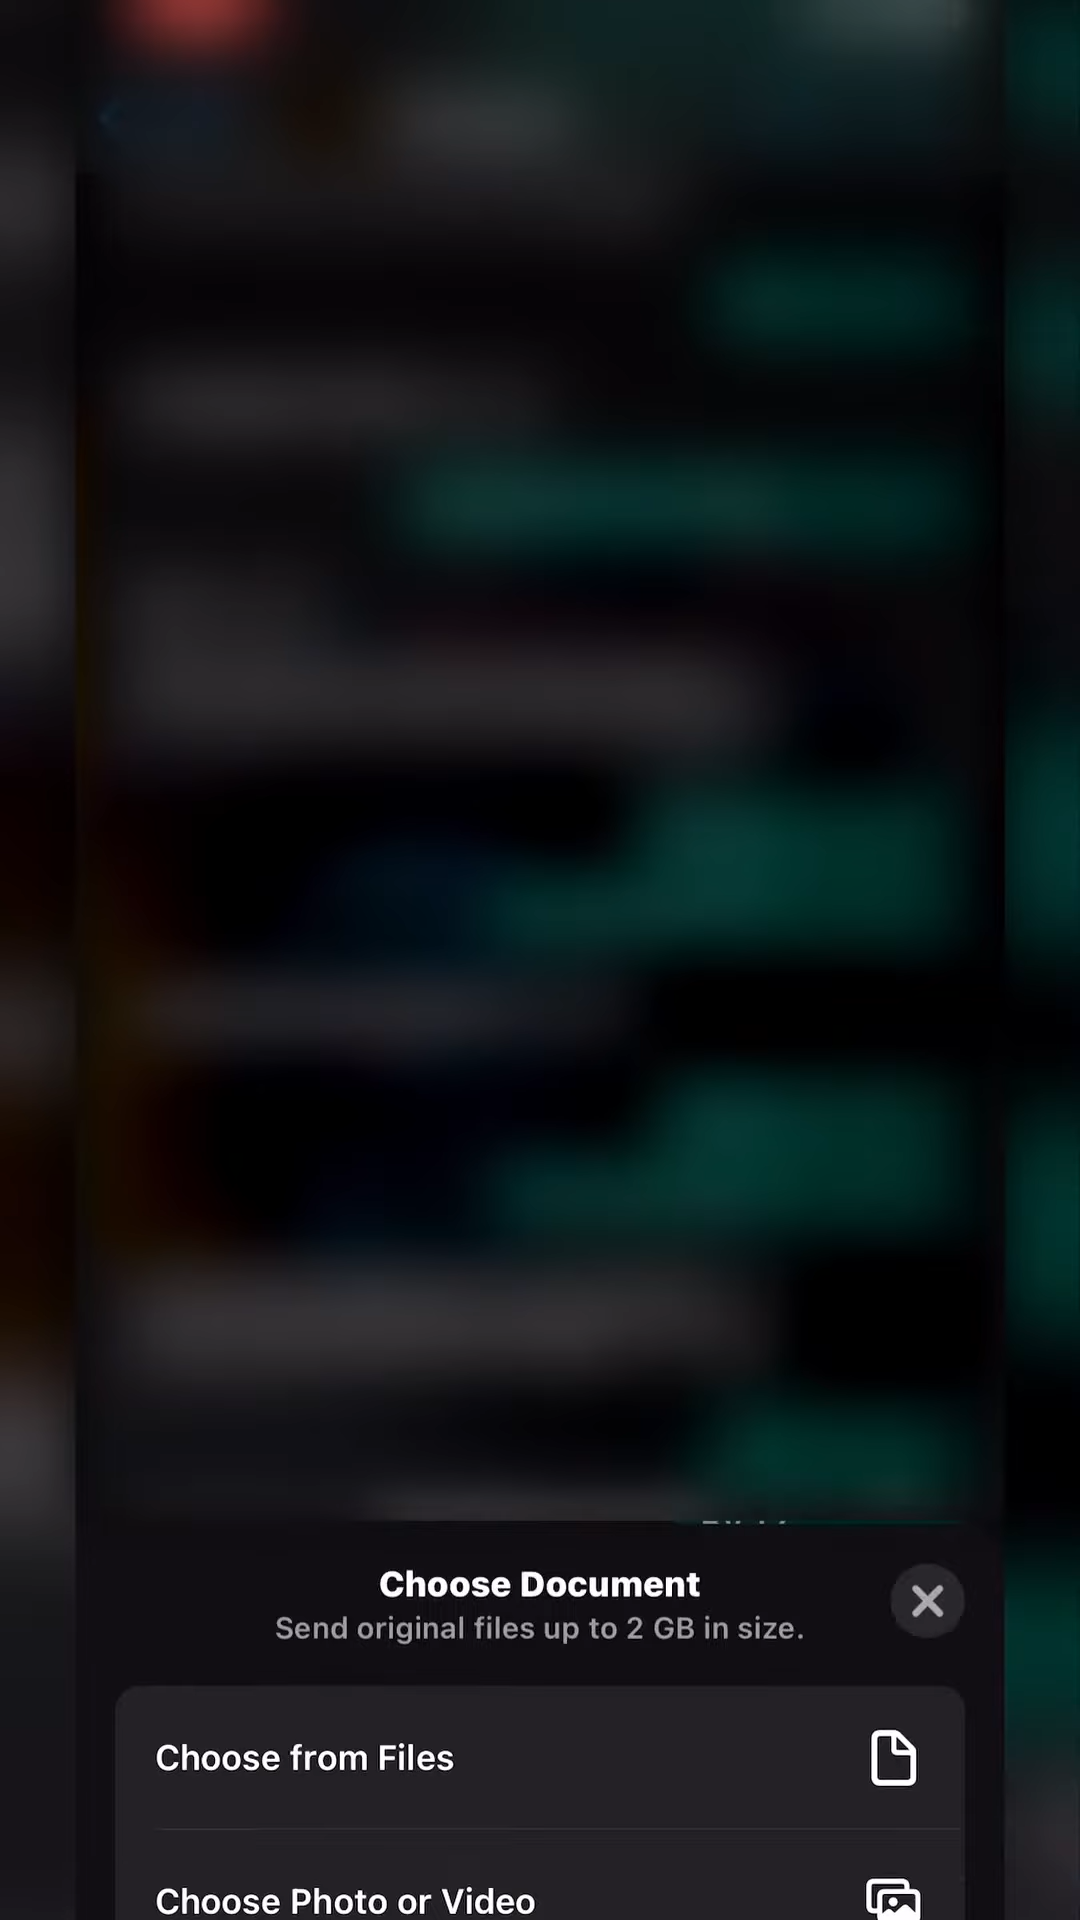 Choose Document
Send original files up to 2 GB in size.
Choose from Files
Choose Photo or Video